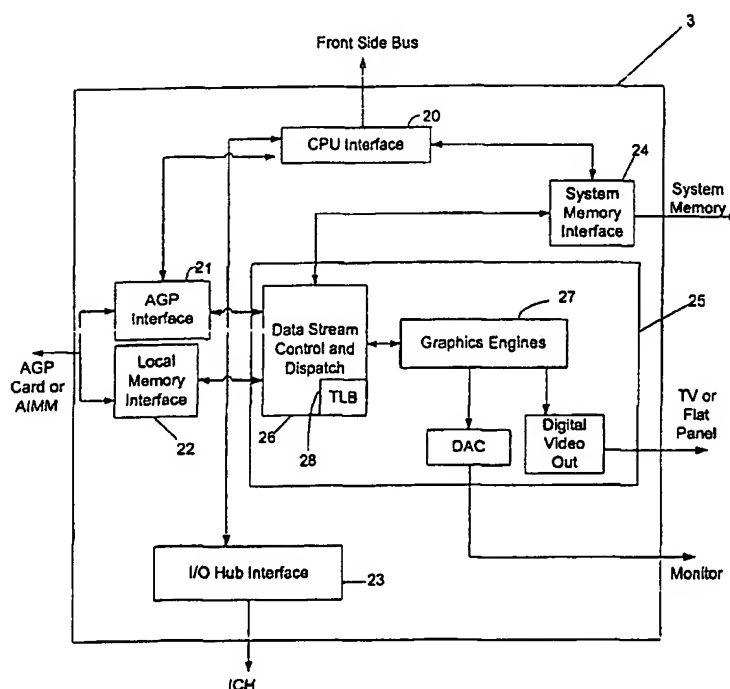 3
Front Side Bus
20
CPU Interface
24
System
Memory
Interface
System
Memory
21
AGP
Interface
27
25
Data Stream
Control and
Dispatch
Graphics Engines
AGP
Card or
AIMM
Local
Memory
Interface
TLB
TV or
Flat
Panel
22
26
28
DAC
Digital
Video
Out
I/O Hub Interface
23
Monitor
ICH